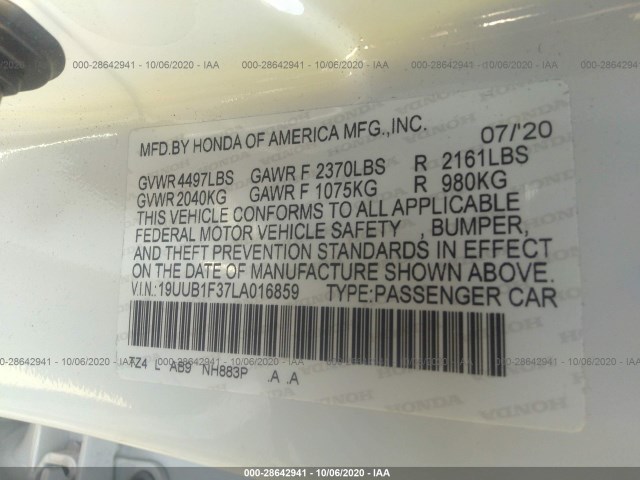 000-28642941 - 10/06/2020 - IAA
MFD.BY HONDA OF AMERICA MFG.,INC. 07/'20
GVWR 4497LBS GAWR F 2370LBS R 2161LBS
GVWR 2040KG GAWR F 1075KG R 980KG
THIS VEHICLE CONFORMS TO ALL APPLICABLE
FEDERAL MOTOR VEHICLE SAFETY , BUMPER,
AND THEFT PREVENTION STANDARDS IN EFFECT
ON THE DATE OF MANUFACTURE SHOWN ABOVE.
V.I.N.:19UUB1F37LA016859 TYPE:PASSENGER CAR
TZ4 L AB9 NH883P .A .A
000-28642941 - 10/06/2020 - IAA